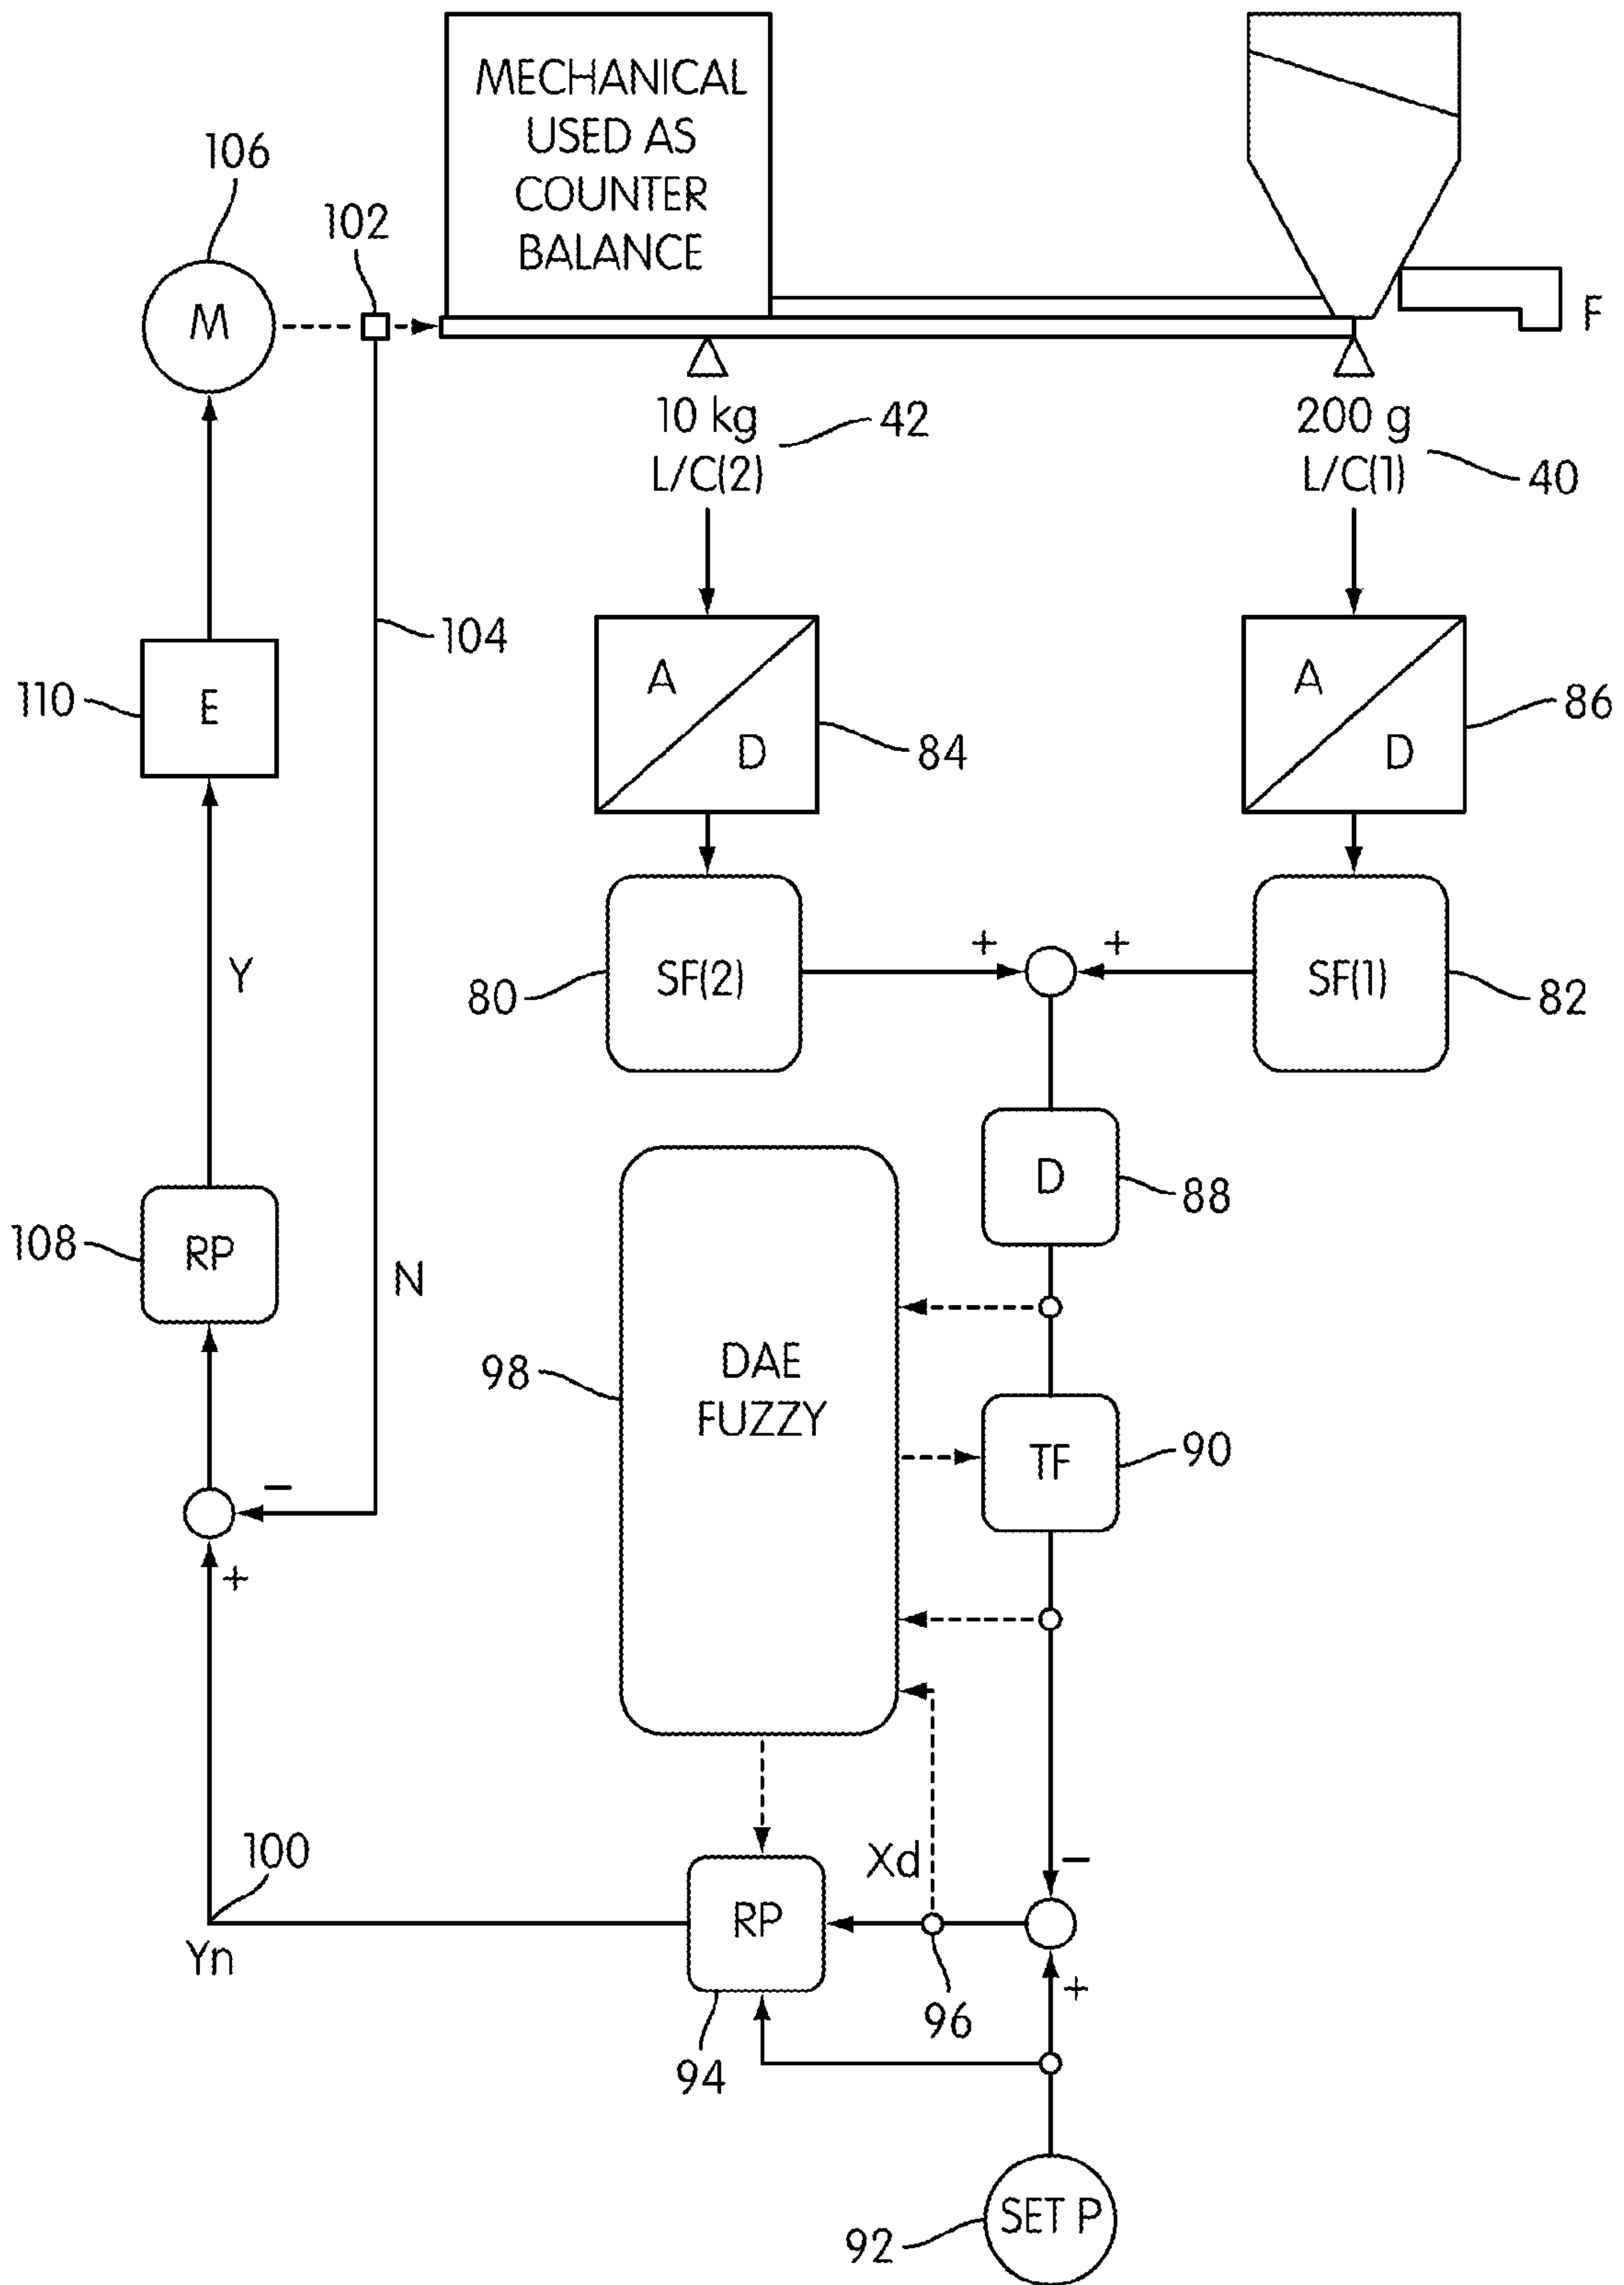 MECHANICAL
USED AS
COUNTER
BALANCE
106
102
M
F
10 kg
L/C(2)
42
200 g
L/C(1)
40
104
110
E
A
D
84
A
D
86
Y
+
+
SF(2)
80
SF(1)
82
D
88
108
RP
N
DAE
FUZZY
98
TF
90
−
+
100
Xd
−
RP
Yn
+
96
94
SET P
92